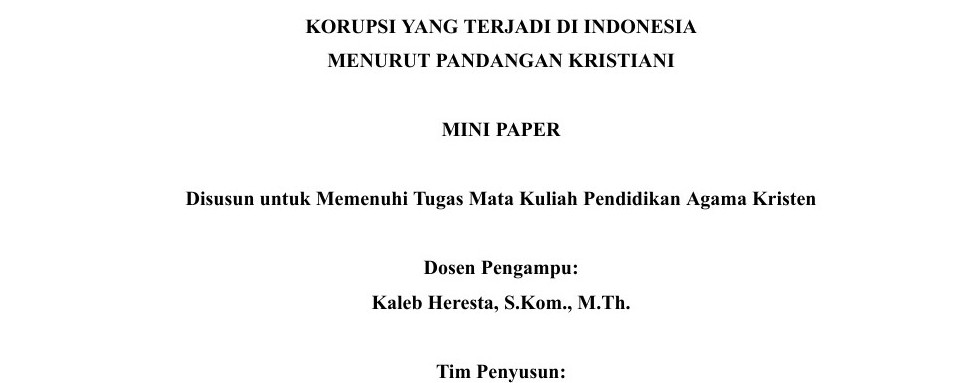 KORUPSI YANG TERJADI DI INDONESIA
MENURUT PANDANGAN KRISTIANI
MINI PAPER
Disusun untuk Memenuhi Tugas Mata Kuliah Pendidikan Agama Kristen
Dosen Pengampu:
Kaleb Heresta, S.Kom., M.Th.
Tim Penyusun: